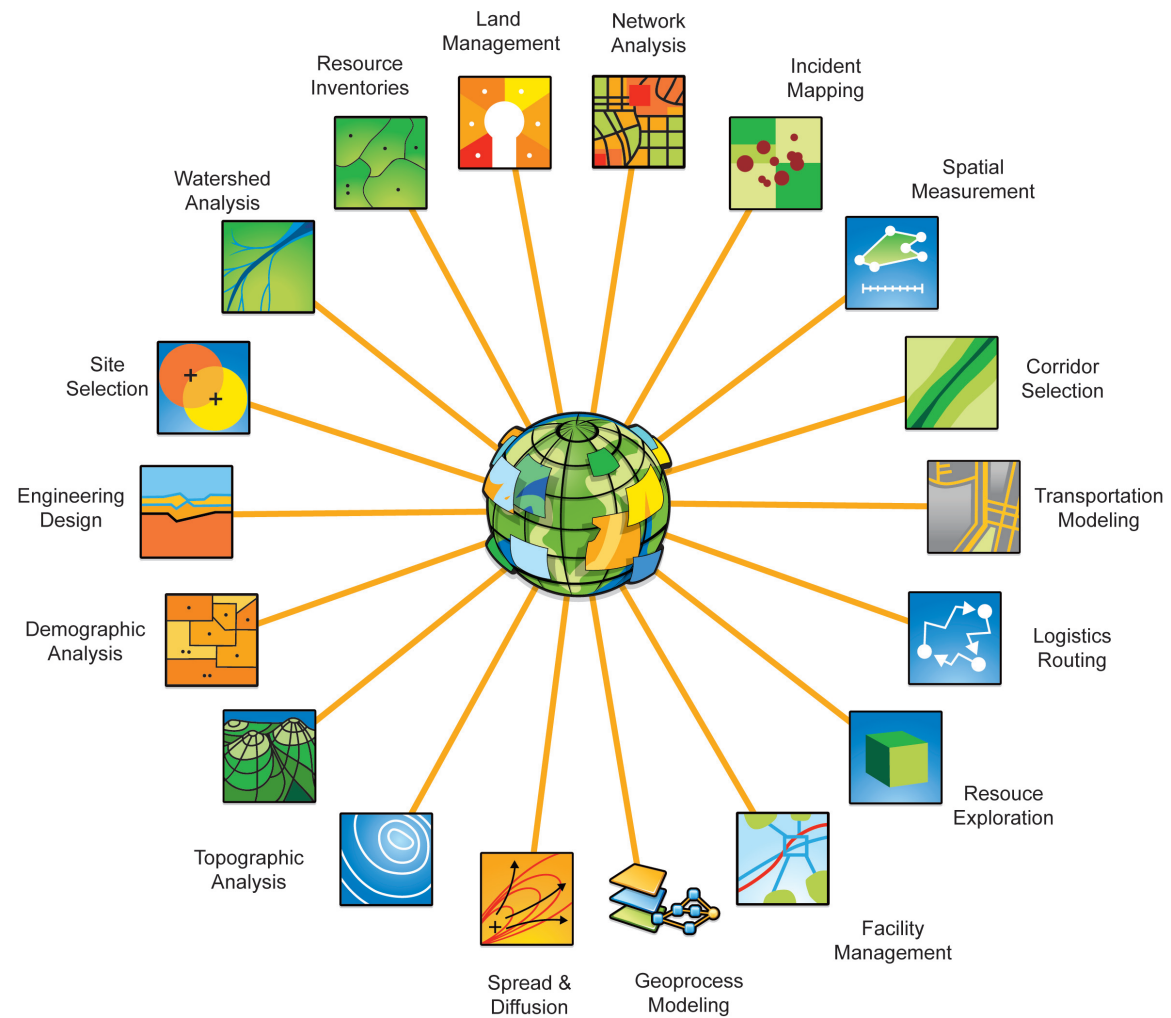 Land
Management
Network
Analysis
Incident
Mapping
Spatial
Measurement
Corridor
Selection
Transportation
Modeling
Logistics
Routing
Resouce
Exploration
Facility
Management
Geoprocess
Modeling
Spread &
Diffusion
Topographic
Analysis
Demographic
Analysis
Engineering
Design
Site
Selection
Watershed
Analysis
Resource
Inventories